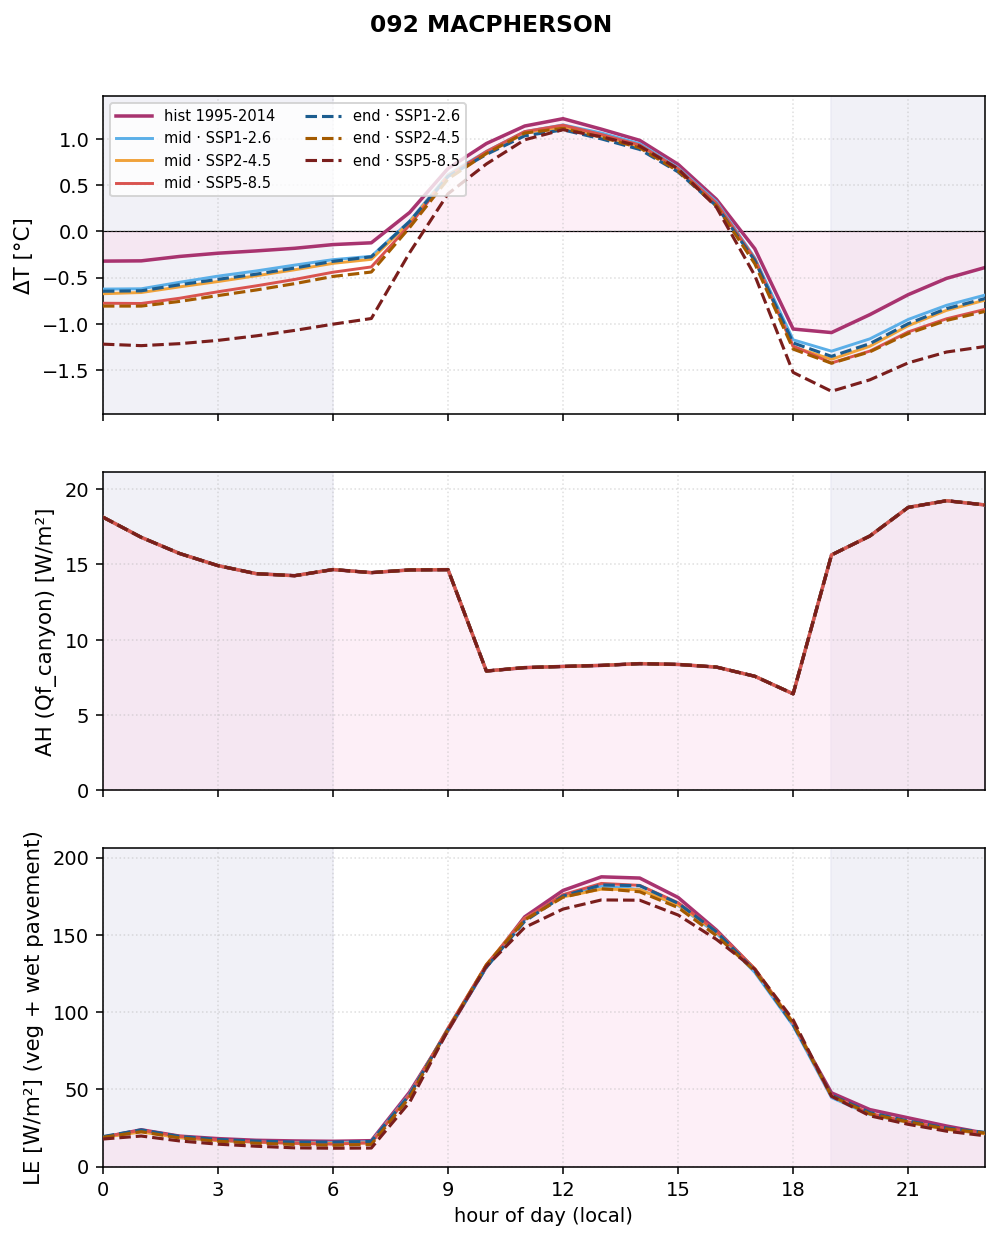 092 MACPHERSON
hist 1995-2014
mid · SSP1-2.6
mid · SSP2-4.5
mid · SSP5-8.5
end · SSP1-2.6
end · SSP2-4.5
end · SSP5-8.5
ΔT [°C]
1.0
0.5
0.0
−0.5
−1.0
−1.5
AH (Qf_canyon) [W/m²]
20
15
10
5
0
LE [W/m²] (veg + wet pavement)
200
150
100
50
0
0 3 6 9 12 15 18 21
hour of day (local)